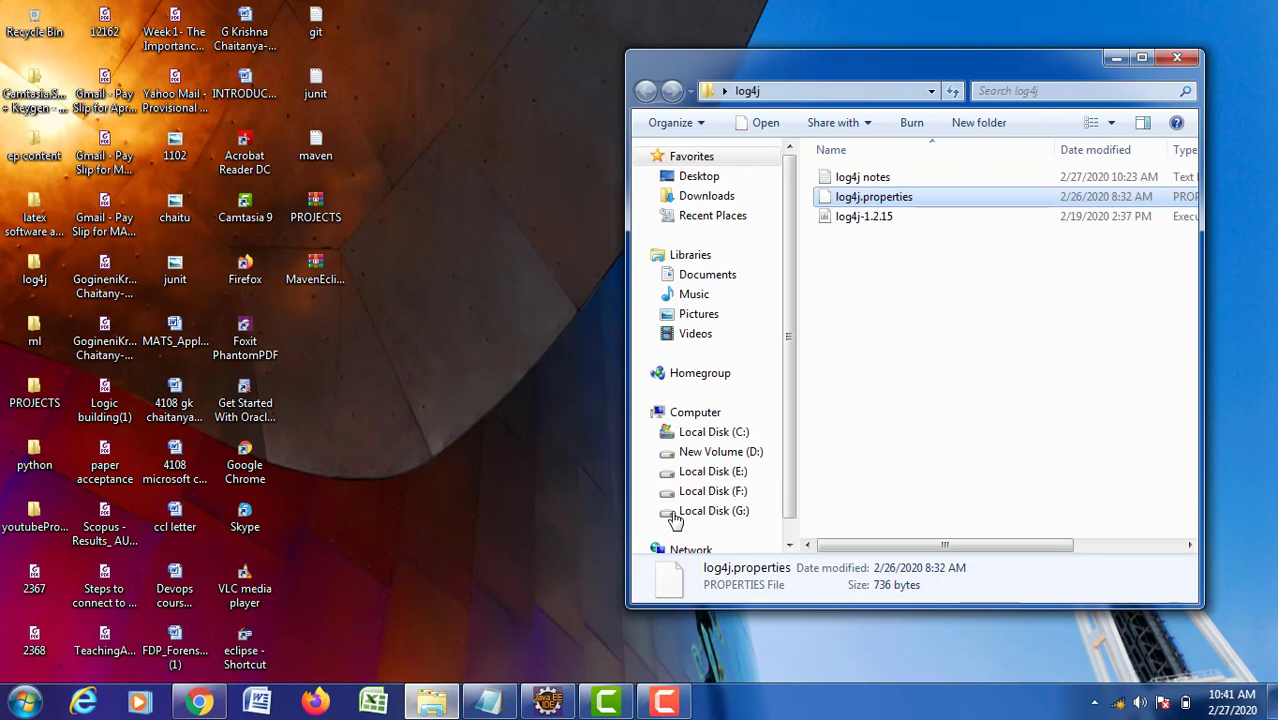 Recycle Bin
Camtasia.S...
+ Keygen - ...
ep content
latex
software a...
log4j
ml
PROJECTS
python
youtubePro...
2367
2368
12162
Gmail - Pay
Slip for Apr...
Gmail - Pay
Slip for M...
Gmail - Pay
Slip for MA...
GogineniKr...
Chaitany-...
GogineniKr...
Chaitany-...
Logic
building(1)
paper
acceptance
Scopus -
Results_ AU...
Steps to
connect to ...
TeachingA...
Week 1- The
Importanc...
Yahoo Mail -
Provisional ...
1102
chaitu
junit
MATS_Appl...
4108 gk
chaitanya...
4108
microsoft c...
ccl letter
Devops
cours...
FDP_Forens...
(1)
G Krishna
Chaitanya-...
INTRODUC...
Acrobat
Reader DC
Camtasia 9
Firefox
Foxit
PhantomPDF
Get Started
With Oracl...
Google
Chrome
Skype
VLC media
player
eclipse -
Shortcut
git
junit
maven
PROJECTS
MavenEcli...
log4j
Search log4j
Organize
Open
Share with
Burn
New folder
Favorites
Desktop
Downloads
Recent Places
Libraries
Documents
Music
Pictures
Videos
Homegroup
Computer
Local Disk (C:)
New Volume (D:)
Local Disk (E:)
Local Disk (F:)
Local Disk (G:)
Network
Name Date modified Type
log4j notes 2/27/2020 10:23 AM Text
log4j.properties 2/26/2020 8:32 AM PROP
log4j-1.2.15 2/19/2020 2:37 PM Execu
log4j.properties Date modified: 2/26/2020 8:32 AM
PROPERTIES File Size: 736 bytes
Java EE
IDE
10:41 AM
2/27/2020